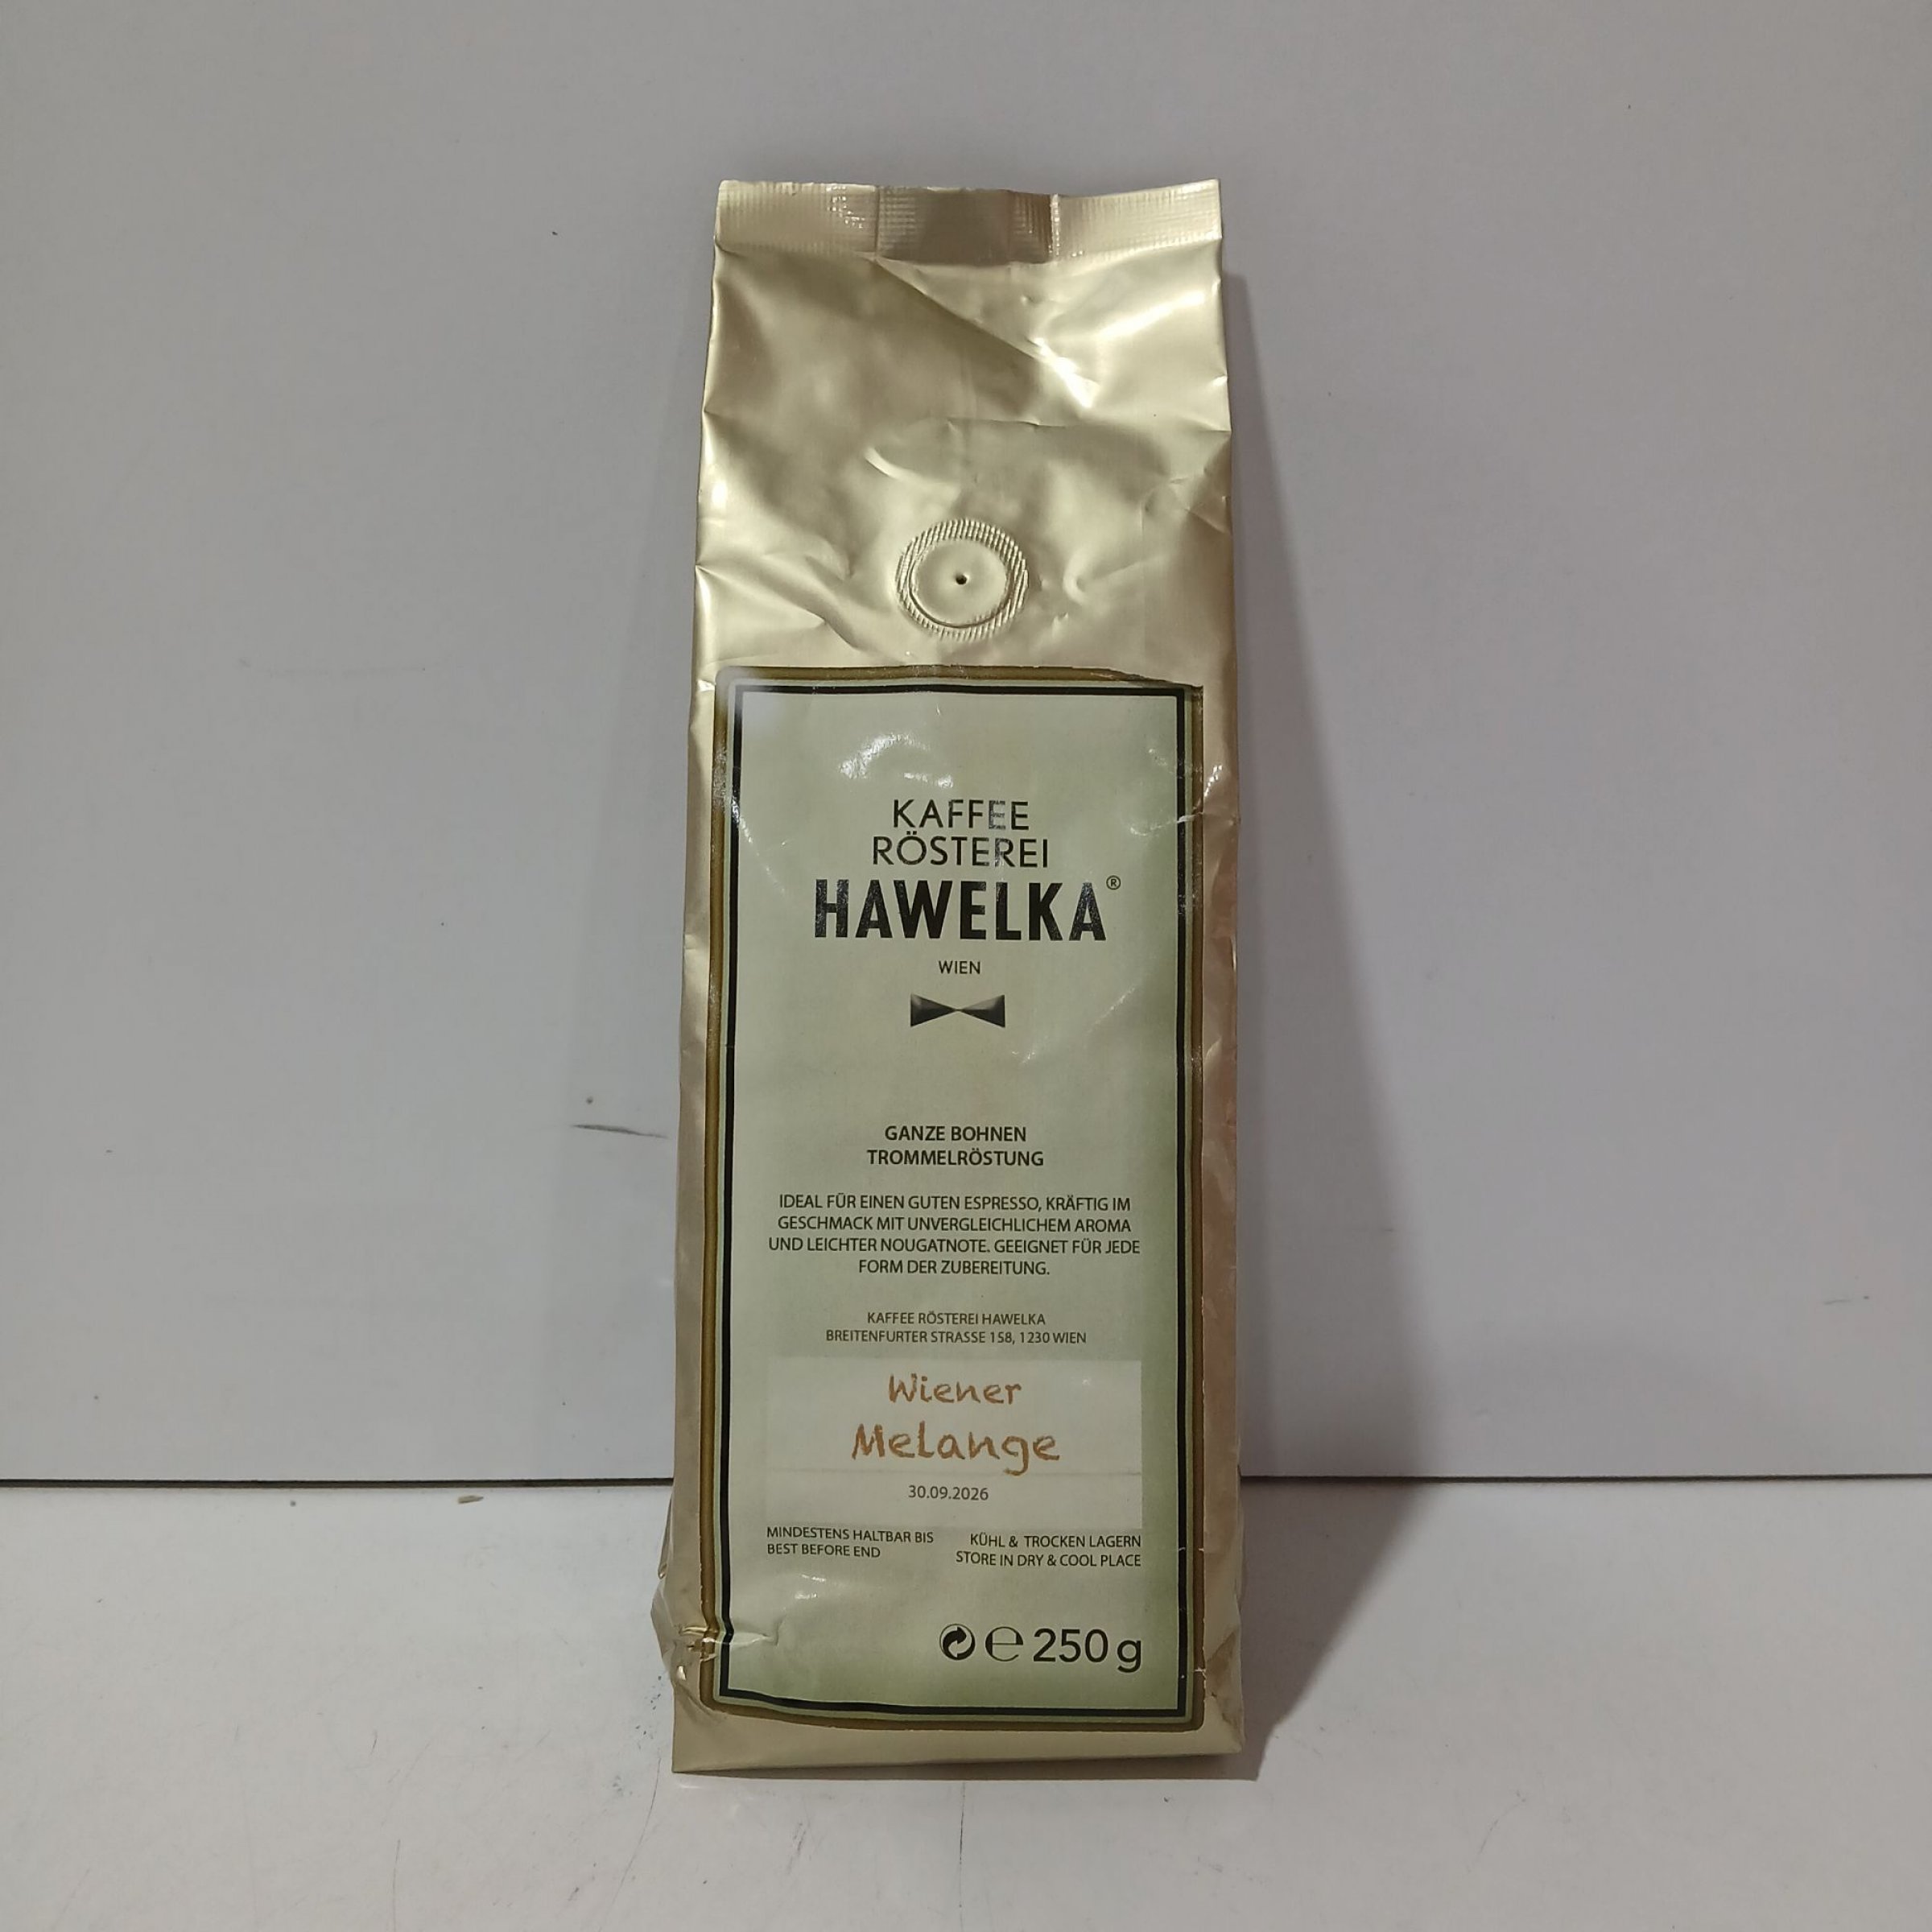 KAFFEE
RÖSTEREI
HAWELKA®
WIEN
GANZE BOHNEN
TROMMELRÖSTUNG
IDEAL FÜR EINEN GUTEN ESPRESSO, KRÄFTIG IM
GESCHMACK MIT UNVERGLEICHLICHEM AROMA
UND LEICHTER NOUGATNOTE. GEEIGNET FÜR JEDE
FORM DER ZUBEREITUNG.
KAFFEE RÖSTEREI HAWELKA
BREITENFURTER STRASSE 158, 1230 WIEN
Wiener
Melange
30.09.2026
MINDESTENS HALTBAR BIS
BEST BEFORE END
KÜHL & TROCKEN LAGERN
STORE IN DRY & COOL PLACE
℮ 250 g